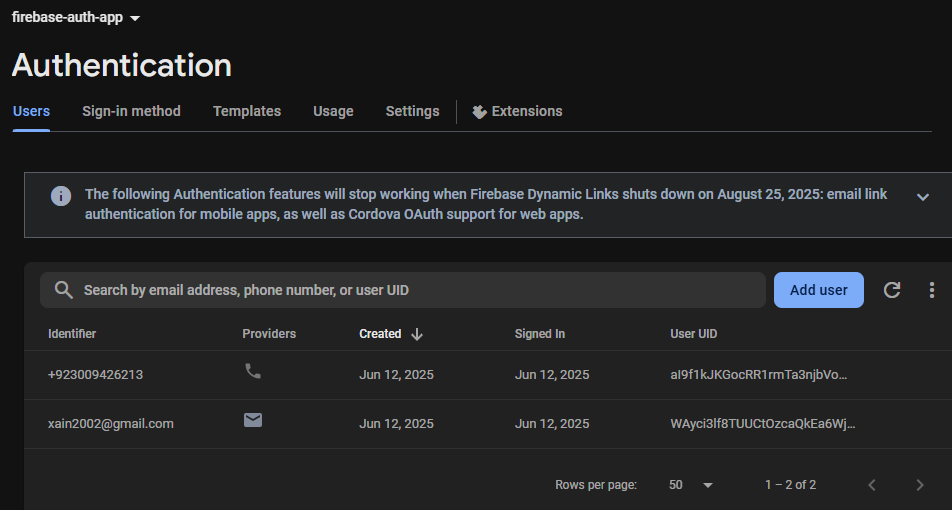 firebase-auth-app
Authentication
Users Sign-in method Templates Usage Settings Extensions
The following Authentication features will stop working when Firebase Dynamic Links shuts down on August 25, 2025: email link
authentication for mobile apps, as well as Cordova OAuth support for web apps.
Search by email address, phone number, or user UID Add user
Identifier Providers Created Signed In User UID
+923009426213 Jun 12, 2025 Jun 12, 2025 aI9f1kJKGocRR1rmTa3njbVo...
xain2002@gmail.com Jun 12, 2025 Jun 12, 2025 WAyci3lf8TUUCtOzcaQkEa6Wj...
Rows per page: 50 1 – 2 of 2